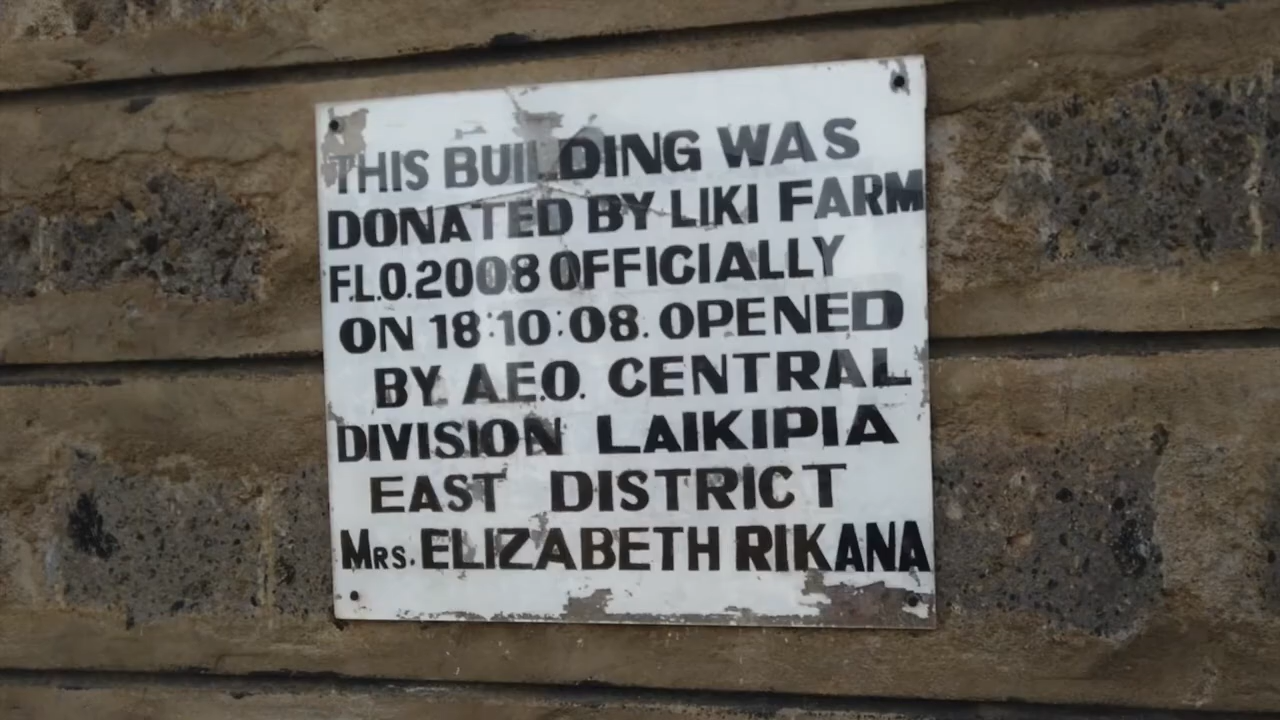 THIS BUILDING WAS
DONATED BY LIKI FARM
F.L.O.2008 OFFICIALLY
ON 18:10:08. OPENED
BY. A.E.O. CENTRAL
DIVISION LAIKIPIA
EAST DISTRICT
MRS. ELIZABETH RIKANA